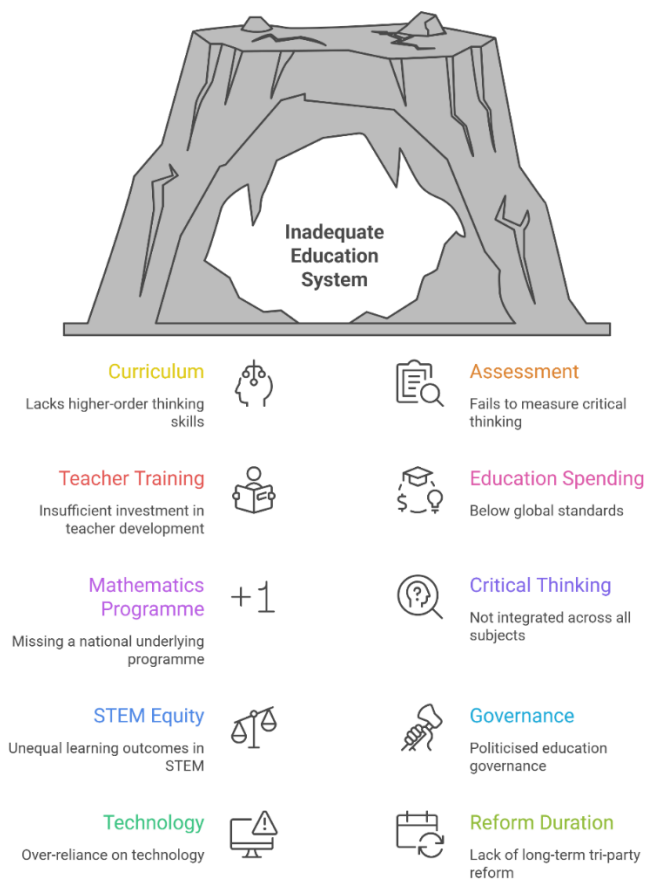 Inadequate
Education
System
Curriculum
Lacks higher-order thinking
skills
Assessment
Fails to measure critical
thinking
Teacher Training
Insufficient investment in
teacher development
Education Spending
Below global standards
$
Mathematics
Programme
Missing a national underlying
programme
+1
Critical Thinking
Not integrated across all
subjects
?
STEM Equity
Unequal learning outcomes in
STEM
Governance
Politicised education
governance
Technology
Over-reliance on technology
!
Reform Duration
Lack of long-term tri-party
reform